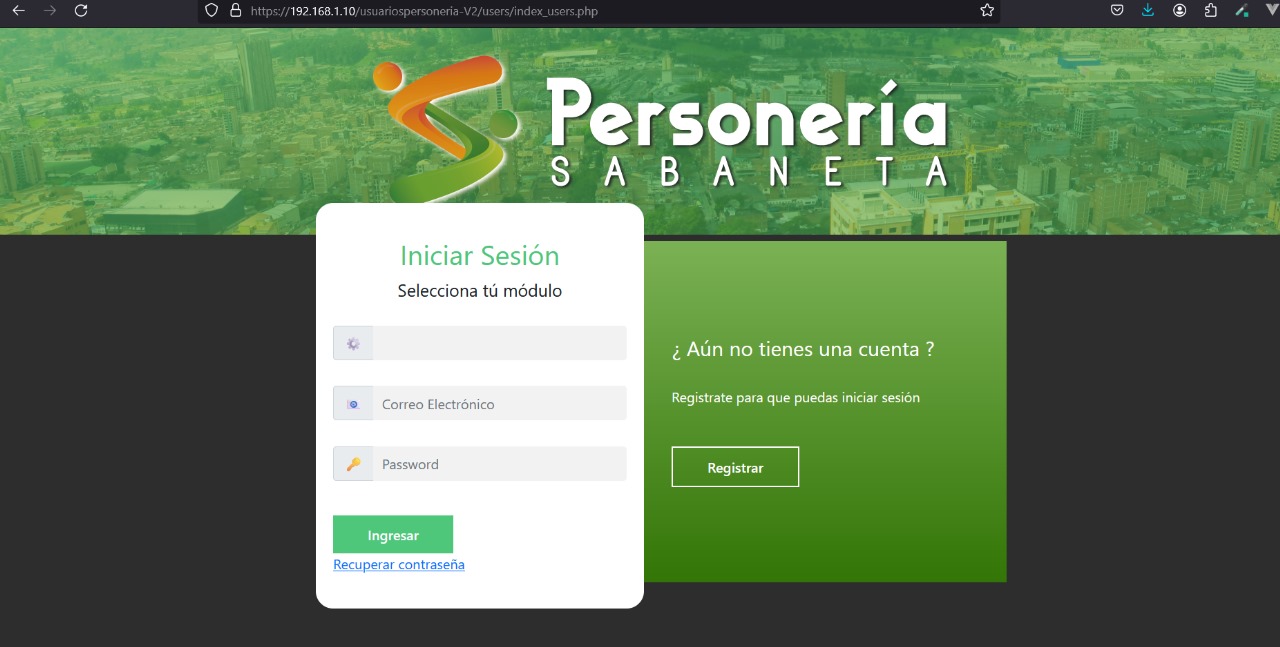 https://192.168.1.10/usuariospersoneria-V2/users/index_users.php
Personería
SABANETA
Iniciar Sesión
Selecciona tú módulo
Correo Electrónico
Password
Ingresar
Recuperar contraseña
¿ Aún no tienes una cuenta ?
Registrate para que puedas iniciar sesión
Registrar